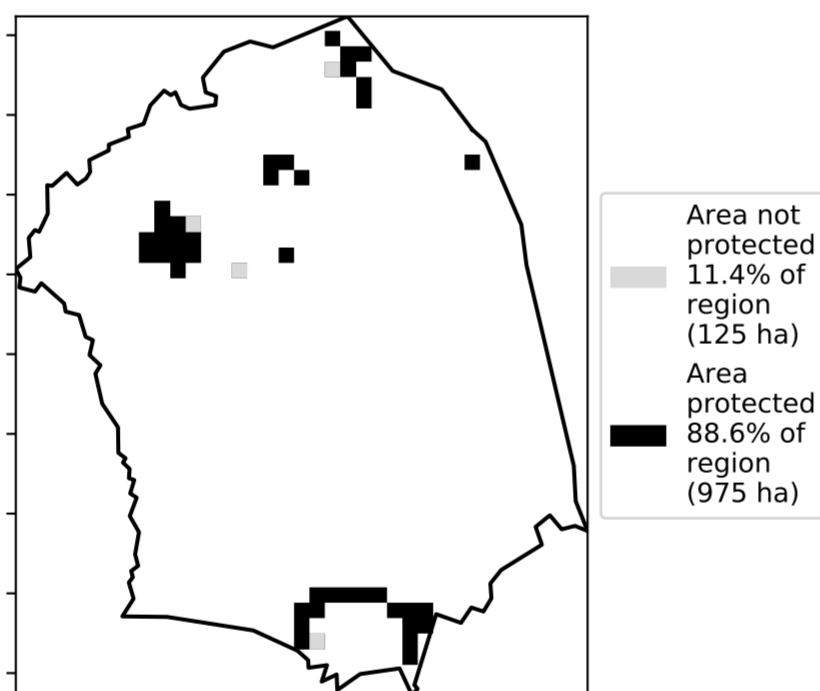 Area not
protected
11.4% of
region
(125 ha)
Area
protected
88.6% of
region
(975 ha)